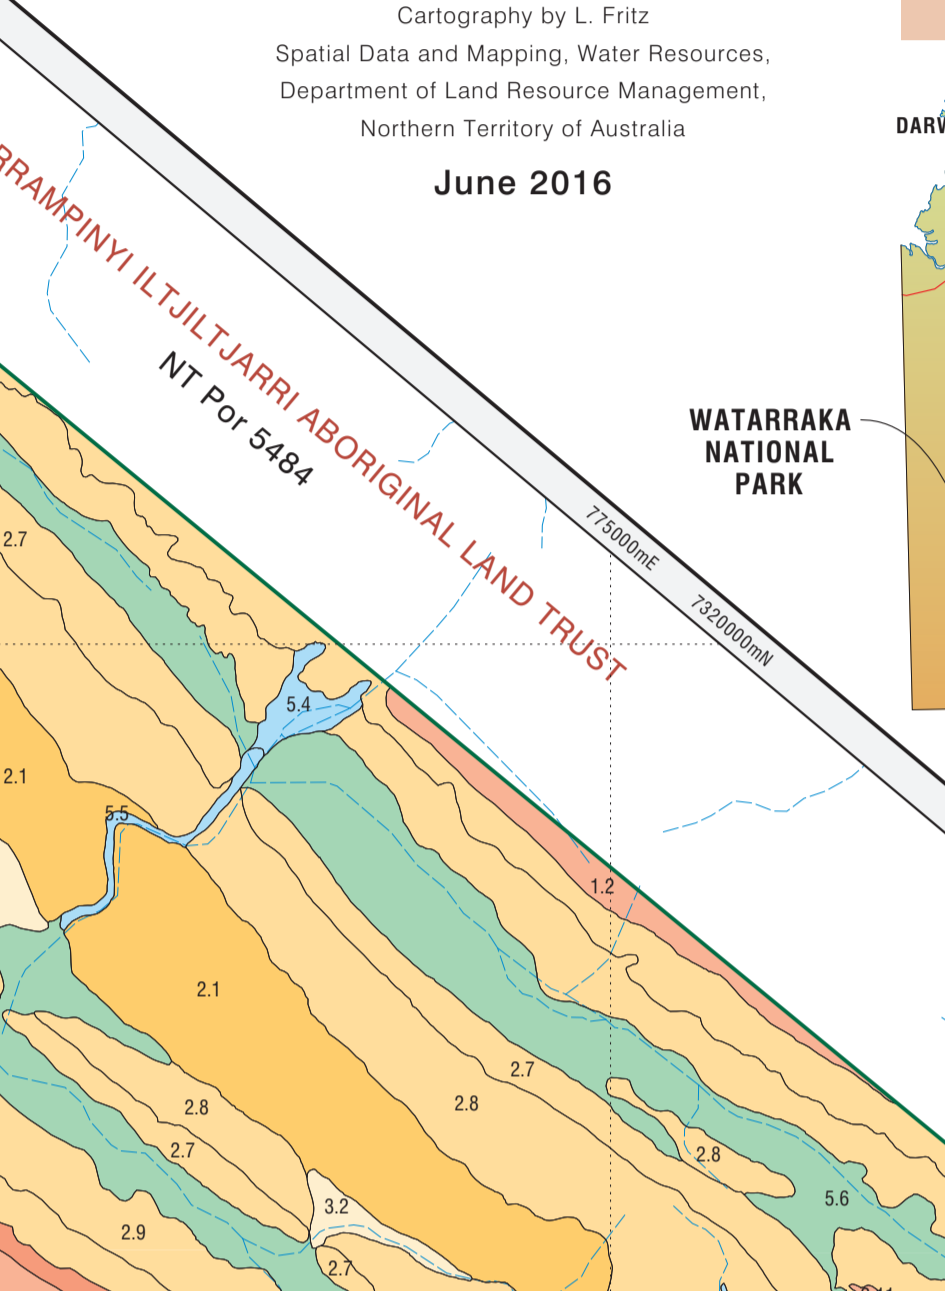 Cartography by L. Fritz
Spatial Data and Mapping, Water Resources,
Department of Land Resource Management,
Northern Territory of Australia
June 2016
ILTJILTJARRI ABORIGINAL LAND TRUST
NT Por 5484
WATARRAKA
NATIONAL
PARK
775000mE
7320000mN
2.7
5.4
2.1
5.5
1.2
2.1
2.7
2.8
2.8
2.7
2.8
5.6
3.2
2.9
2.7